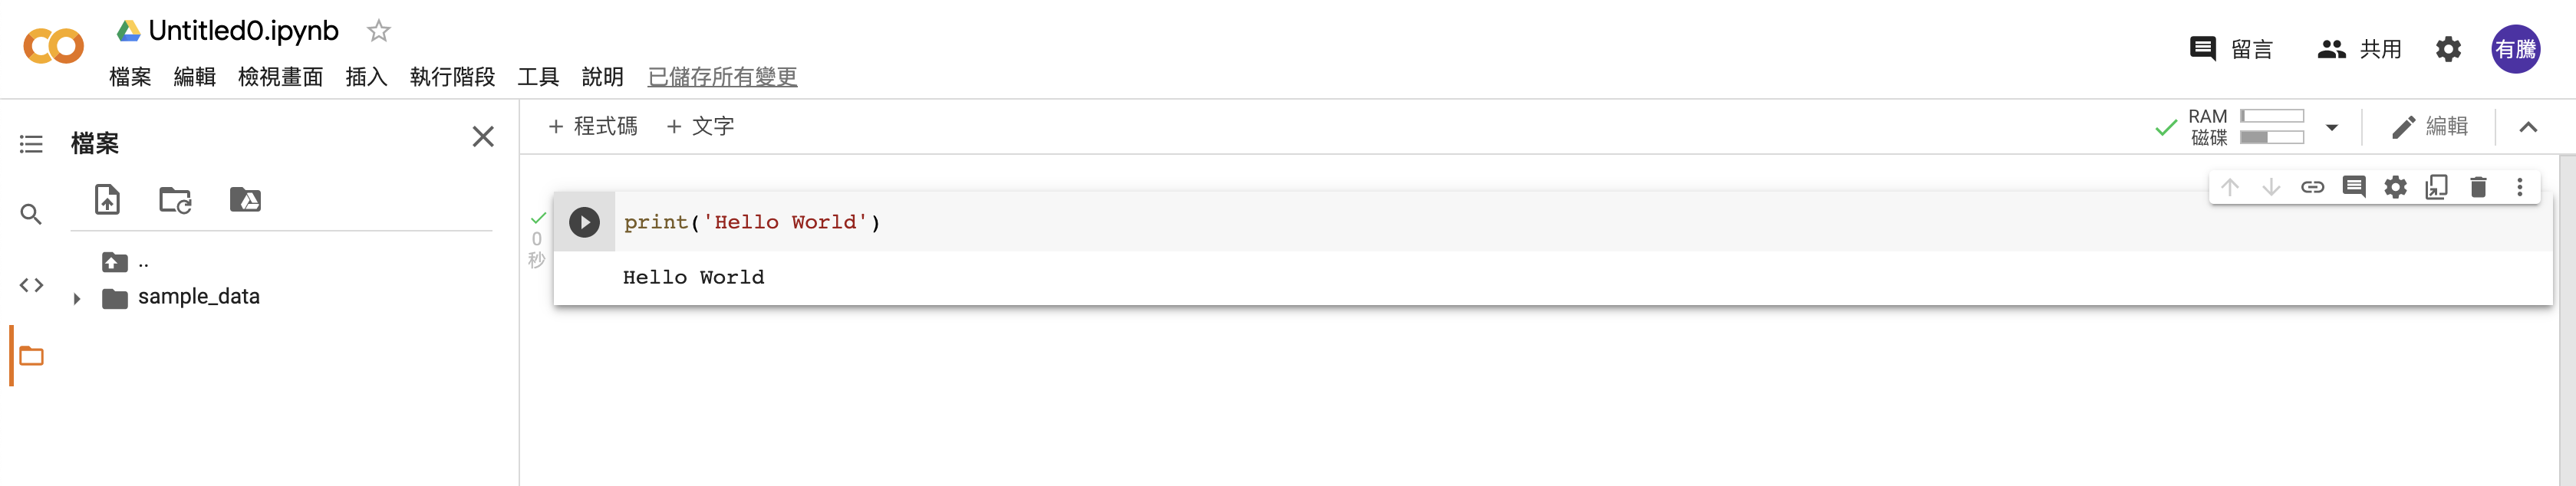 Untitled0.ipynb
檔案 編輯 檢視畫面 插入 執行階段 工具 說明 已儲存所有變更
留言 共用 有騰
檔案
..
sample_data
+ 程式碼 + 文字
RAM
磁碟
編輯
0
秒
print('Hello World')
Hello World